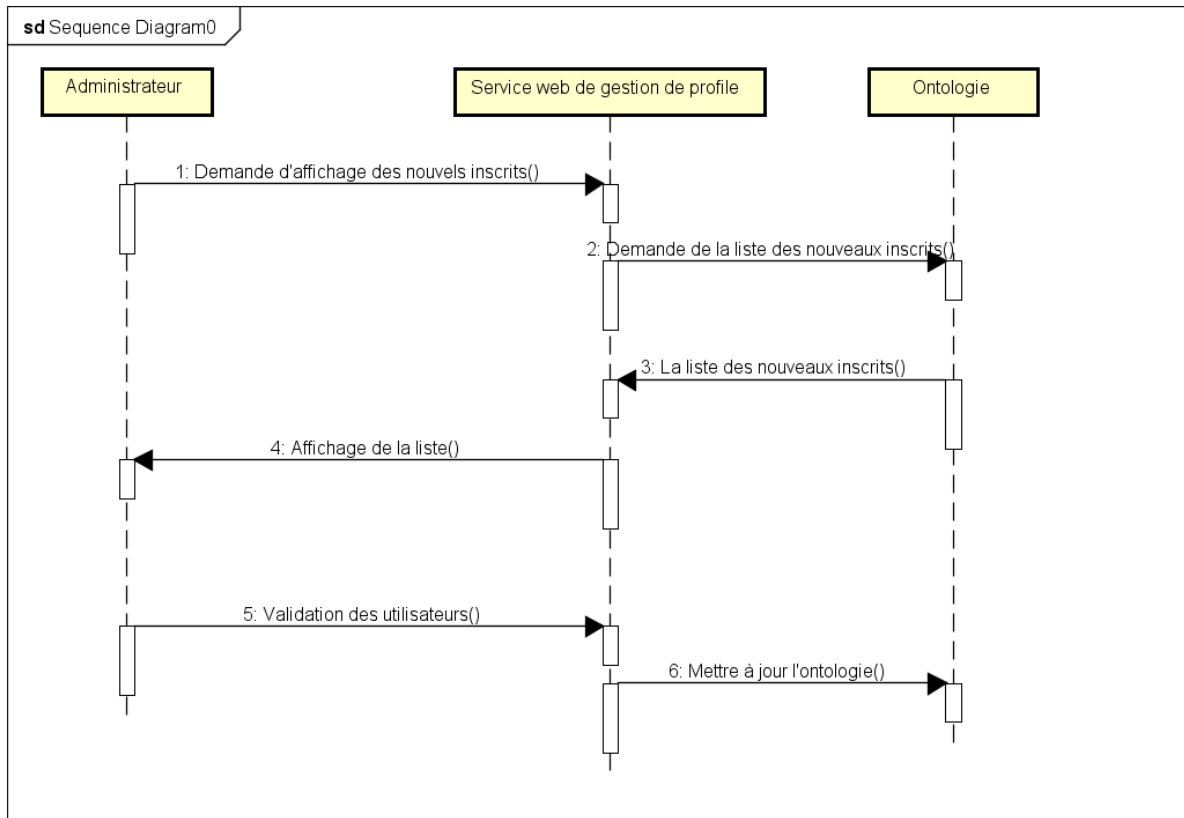 sd Sequence Diagram0
Administrateur
Service web de gestion de profile
Ontologie
1: Demande d'affichage des nouvels inscrits()
2: Demande de la liste des nouveaux inscrits()
3: La liste des nouveaux inscrits()
4: Affichage de la liste()
5: Validation des utilisateurs()
6: Mettre à jour l'ontologie()